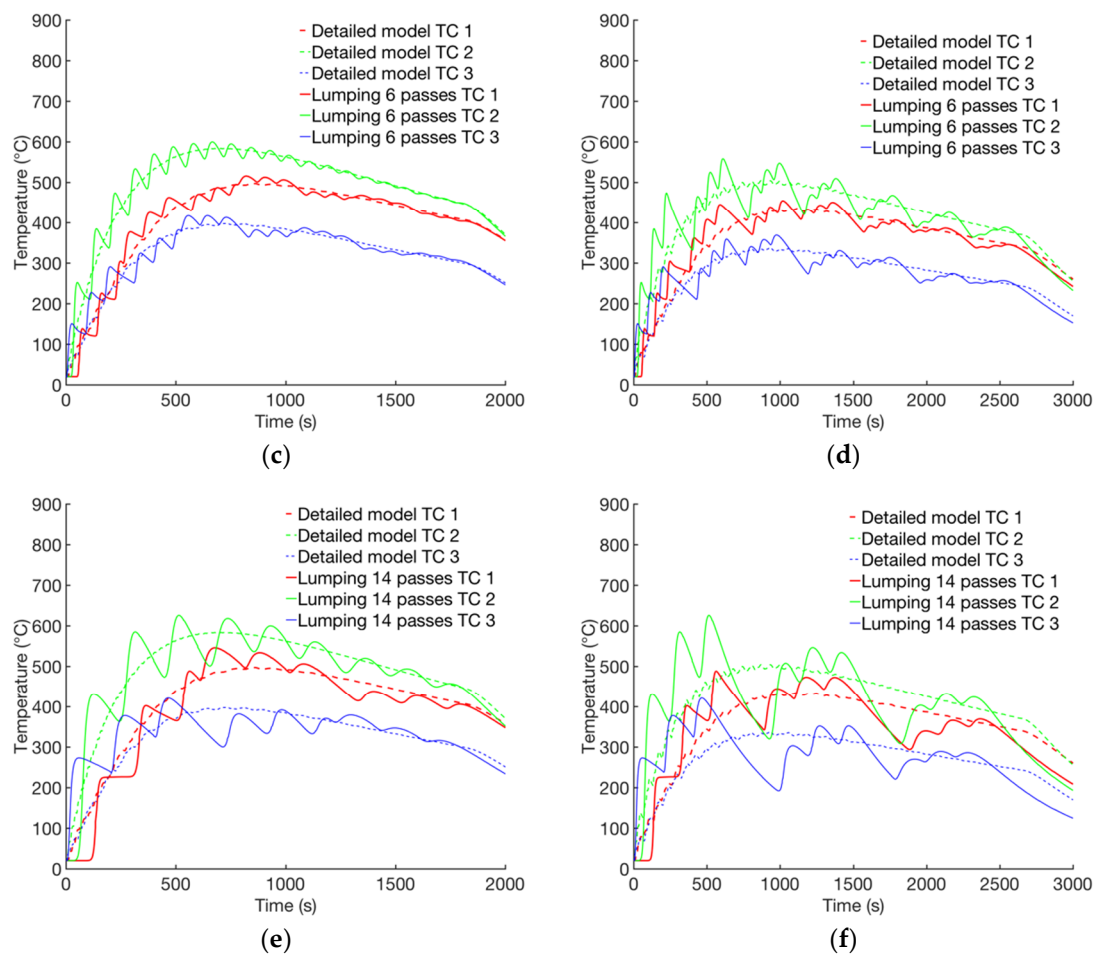 900
800
700
600
500
400
300
200
100
0
Temperature (°C)
Detailed model TC 1
Detailed model TC 2
Detailed model TC 3
Lumping 6 passes TC 1
Lumping 6 passes TC 2
Lumping 6 passes TC 3
0 500 1000 1500 2000
Time (s)
(c)
900
800
700
600
500
400
300
200
100
0
Temperature (°C)
Detailed model TC 1
Detailed model TC 2
Detailed model TC 3
Lumping 6 passes TC 1
Lumping 6 passes TC 2
Lumping 6 passes TC 3
0 500 1000 1500 2000 2500 3000
Time (s)
(d)
900
800
700
600
500
400
300
200
100
0
Temperature (°C)
Detailed model TC 1
Detailed model TC 2
Detailed model TC 3
Lumping 14 passes TC 1
Lumping 14 passes TC 2
Lumping 14 passes TC 3
0 500 1000 1500 2000
Time (s)
(e)
900
800
700
600
500
400
300
200
100
0
Temperature (°C)
Detailed model TC 1
Detailed model TC 2
Detailed model TC 3
Lumping 14 passes TC 1
Lumping 14 passes TC 2
Lumping 14 passes TC 3
0 500 1000 1500 2000 2500 3000
Time (s)
(f)